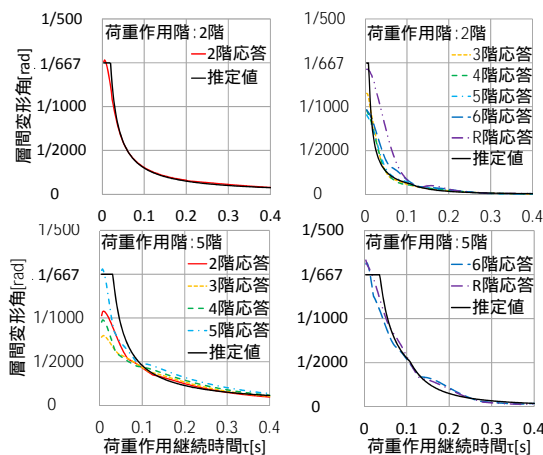 1/500
1/667
1/1000
1/2000
0
層間変形角[rad]
荷重作用階:2階
2階応答
推定値
0 0.1 0.2 0.3 0.4
1/500
1/667
1/1000
1/2000
0
荷重作用階:2階
3階応答
4階応答
5階応答
6階応答
R階応答
推定値
0 0.1 0.2 0.3 0.4
1/500
1/667
1/1000
1/2000
0
層間変形角[rad]
荷重作用階:5階
2階応答
3階応答
4階応答
5階応答
推定値
0 0.1 0.2 0.3 0.4
荷重作用継続時間τ[s]
1/500
1/667
1/1000
1/2000
0
荷重作用階:5階
6階応答
R階応答
推定値
0 0.1 0.2 0.3 0.4
荷重作用継続時間τ[s]